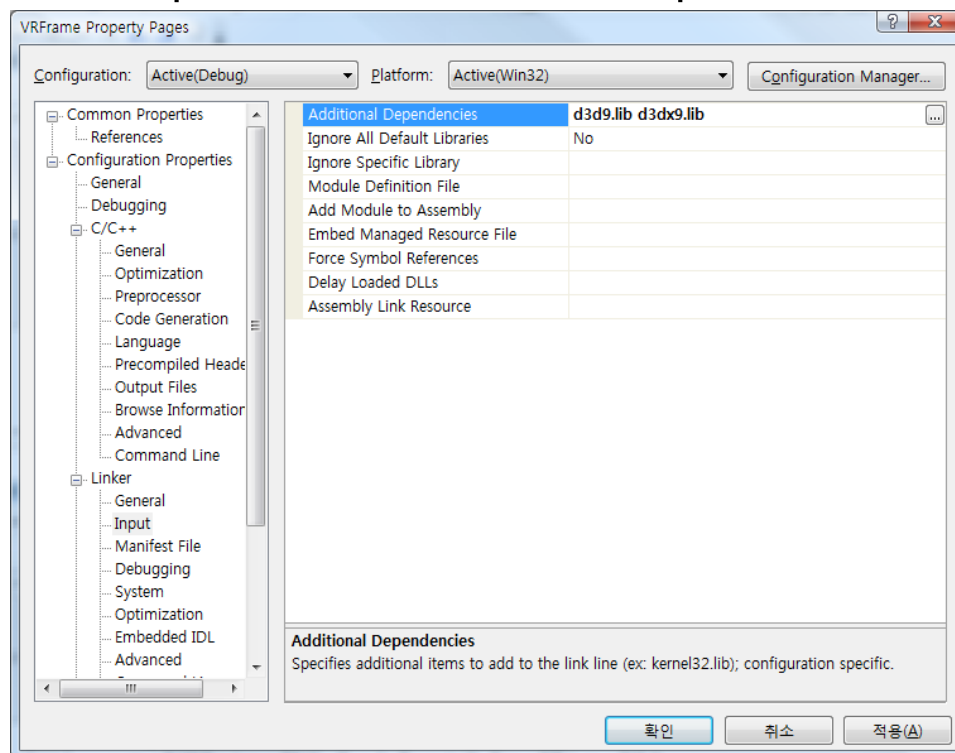 VRFrame Property Pages
Configuration: Active(Debug) Platform: Active(Win32) Configuration Manager...
Common Properties
References
Configuration Properties
General
Debugging
C/C++
General
Optimization
Preprocessor
Code Generation
Language
Precompiled Heade
Output Files
Browse Informatior
Advanced
Command Line
Linker
General
Input
Manifest File
Debugging
System
Optimization
Embedded IDL
Advanced
Additional Dependencies d3d9.lib d3dx9.lib ...
Ignore All Default Libraries No
Ignore Specific Library
Module Definition File
Add Module to Assembly
Embed Managed Resource File
Force Symbol References
Delay Loaded DLLs
Assembly Link Resource
Additional Dependencies
Specifies additional items to add to the link line (ex: kernel32.lib); configuration specific.
확인 취소 적용(A)